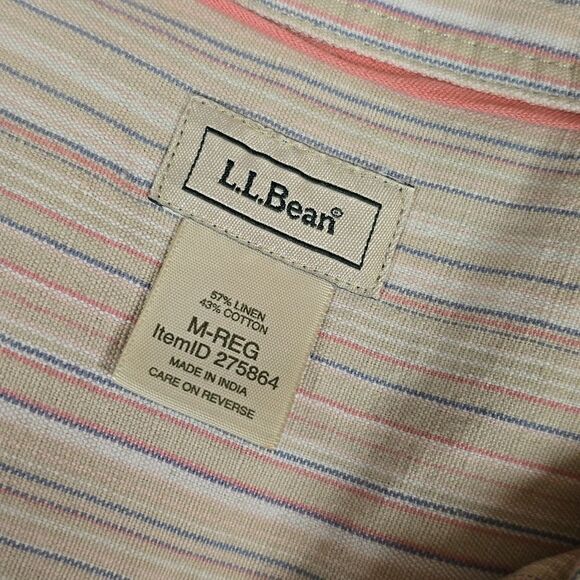 L.L.Bean®
57% LINEN
43% COTTON
M-REG
ItemID 275864
MADE IN INDIA
CARE ON REVERSE